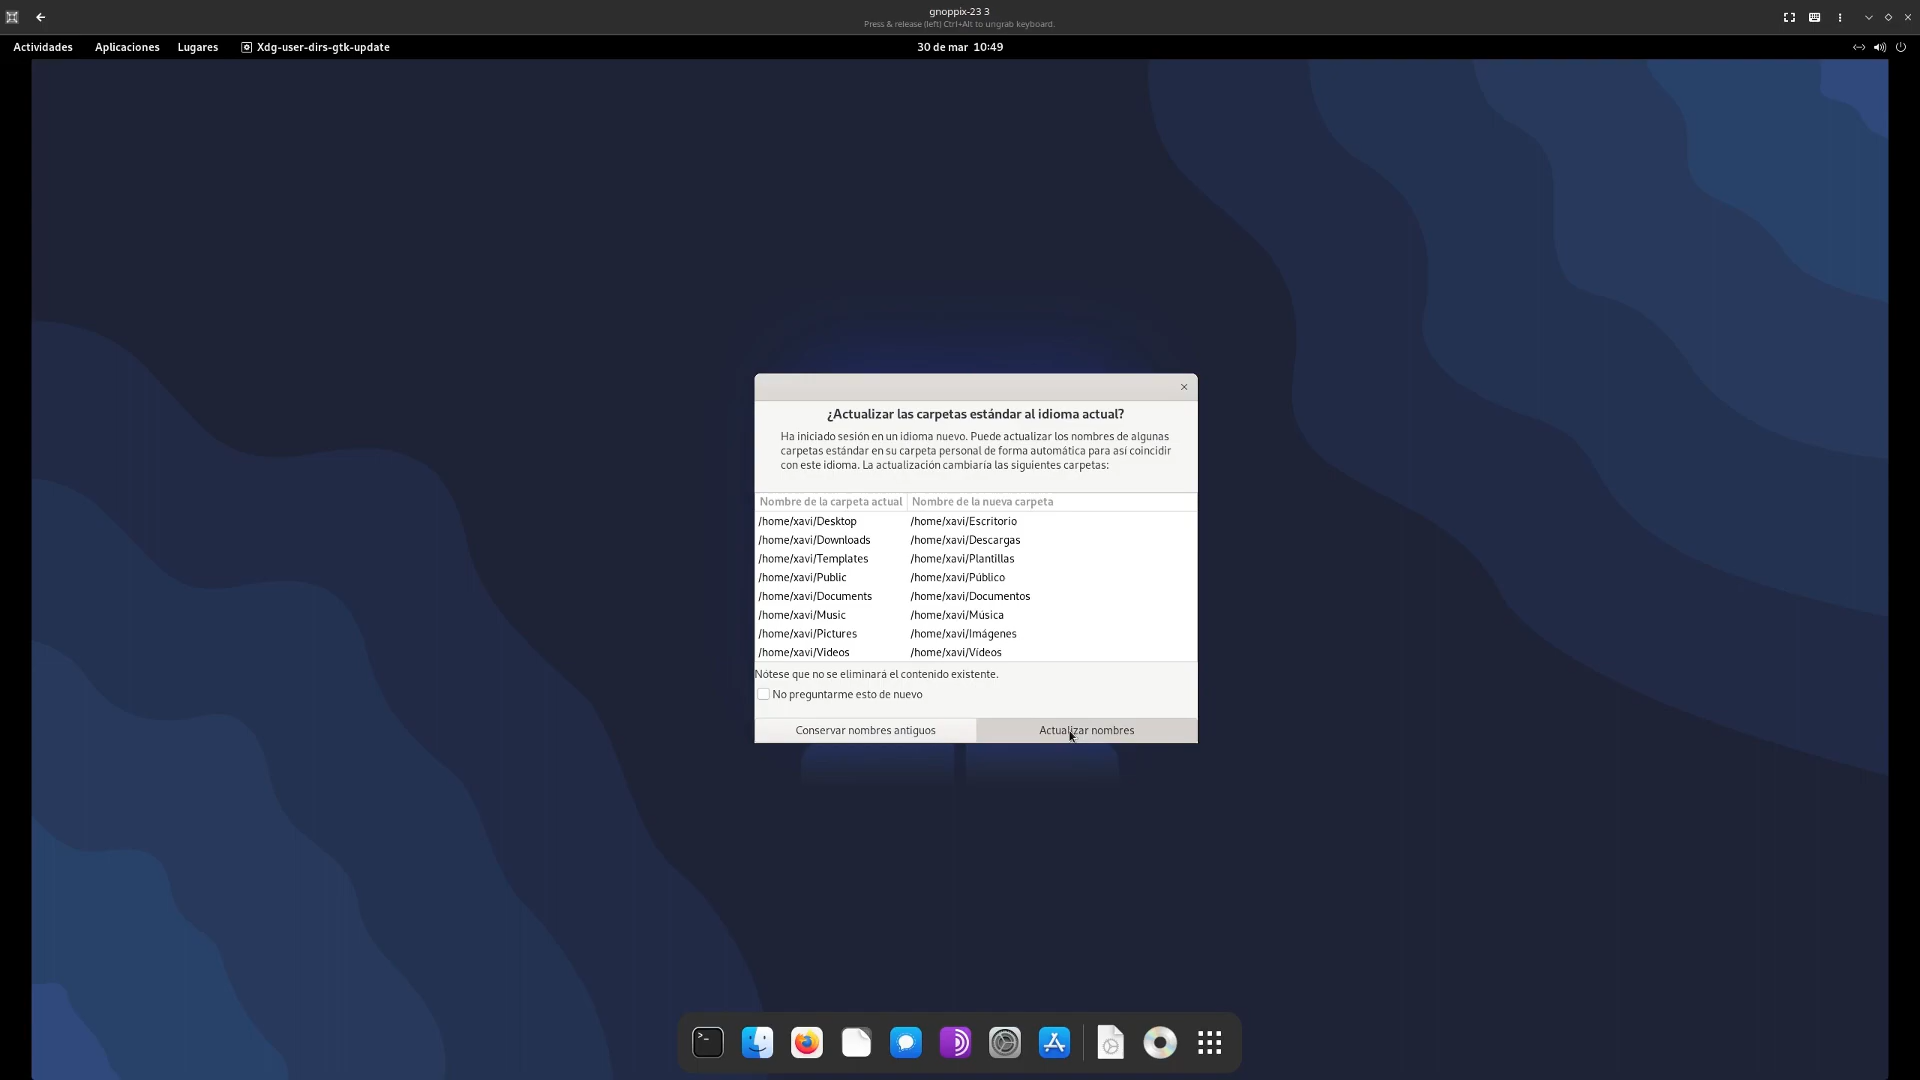 gnoppix-23 3
Press & release (left) Ctrl+Alt to ungrab keyboard.
Actividades Aplicaciones Lugares Xdg-user-dirs-gtk-update 30 de mar 10:49
¿Actualizar las carpetas estándar al idioma actual?
Ha iniciado sesión en un idioma nuevo. Puede actualizar los nombres de algunas
carpetas estándar en su carpeta personal de forma automática para así coincidir
con este idioma. La actualización cambiaría las siguientes carpetas:
Nombre de la carpeta actual Nombre de la nueva carpeta
/home/xavi/Desktop /home/xavi/Escritorio
/home/xavi/Downloads /home/xavi/Descargas
/home/xavi/Templates /home/xavi/Plantillas
/home/xavi/Public /home/xavi/Público
/home/xavi/Documents /home/xavi/Documentos
/home/xavi/Music /home/xavi/Música
/home/xavi/Pictures /home/xavi/Imágenes
/home/xavi/Videos /home/xavi/Vídeos
Nótese que no se eliminará el contenido existente.
No preguntarme esto de nuevo
Conservar nombres antiguos Actualizar nombres